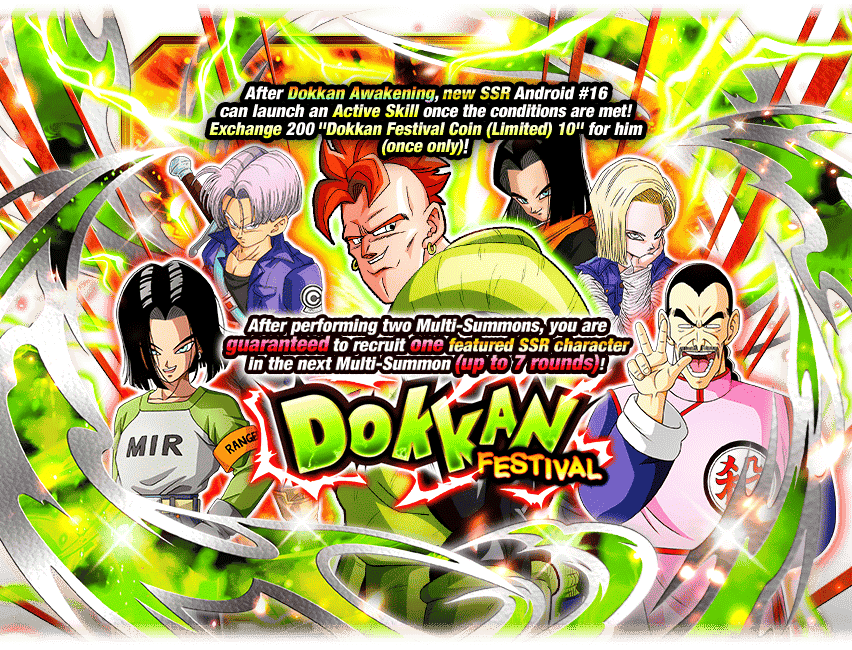 After Dokkan Awakening, new SSR Android #16
can launch an Active Skill once the conditions are met!
Exchange 200 "Dokkan Festival Coin (Limited) 10" for him
(once only)!
After performing two Multi-Summons, you are
guaranteed to recruit one featured SSR character
in the next Multi-Summon (up to 7 rounds)!
MIR
RANGE
殺
DOKKAN
FESTIVAL